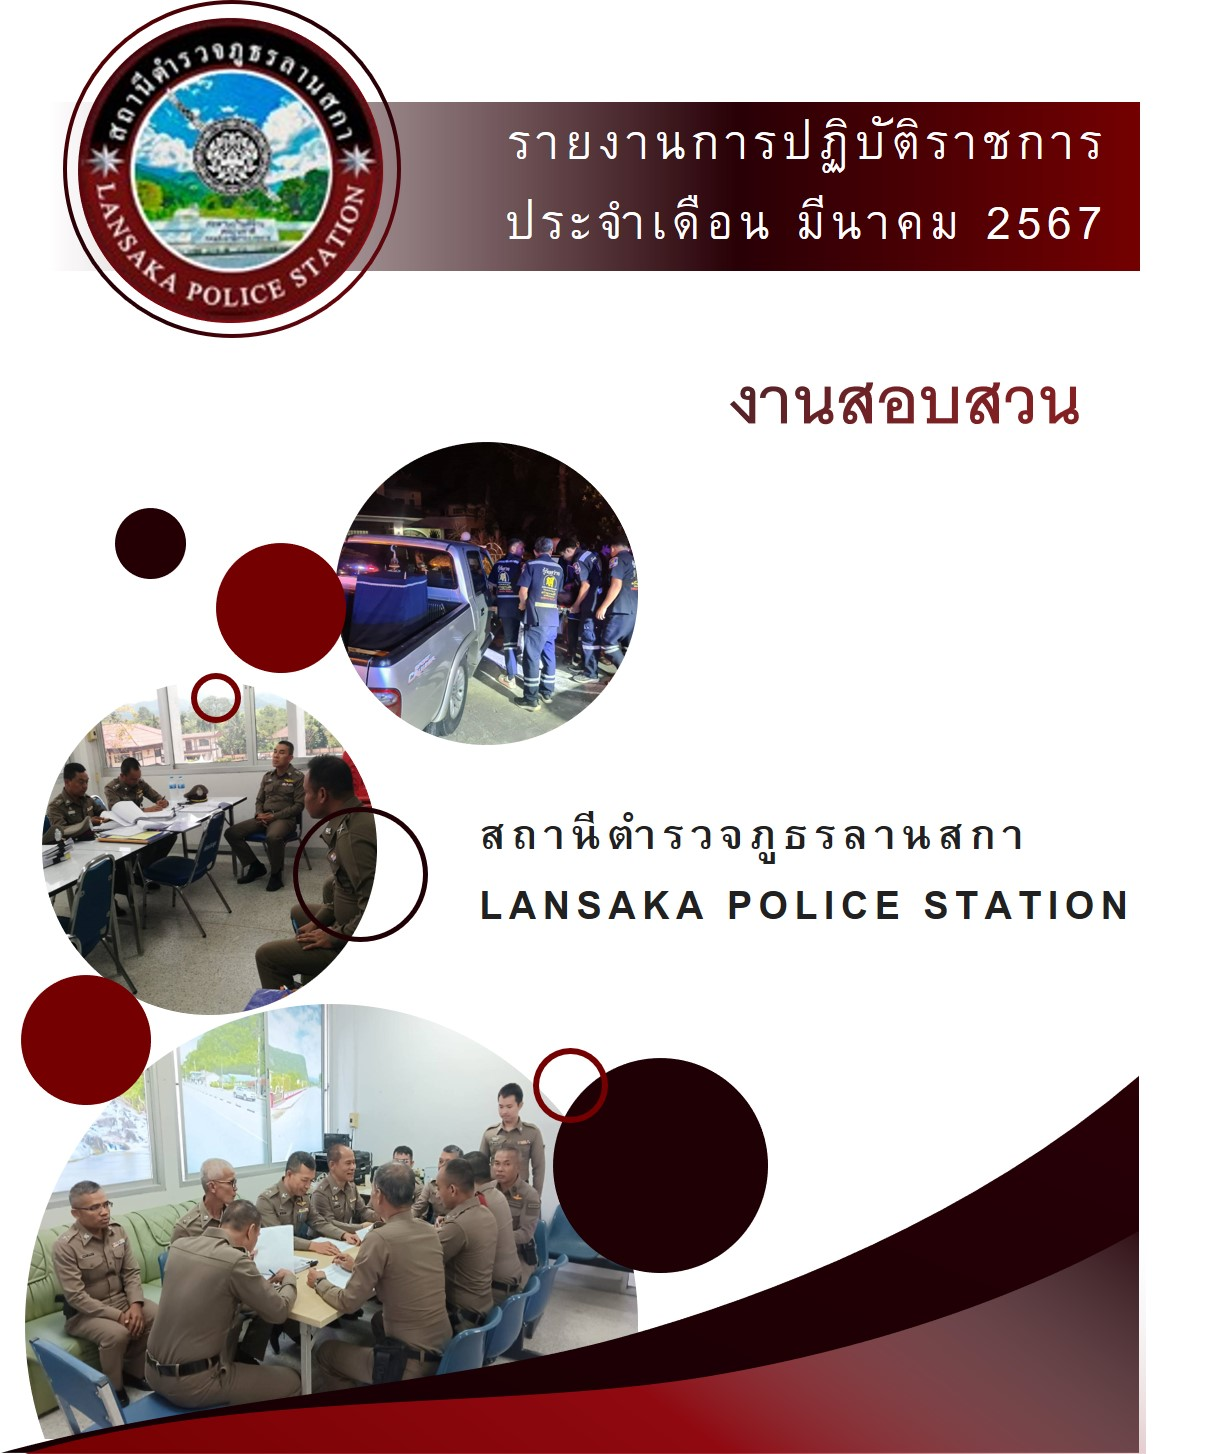 สถานีตำรวจภูธรลานสกา
LANSAKA POLICE STATION
รายงานการปฏิบัติราชการ
ประจำเดือน มีนาคม 2567
งานสอบสวน
สถานีตำรวจภูธรลานสกา
LANSAKA POLICE STATION